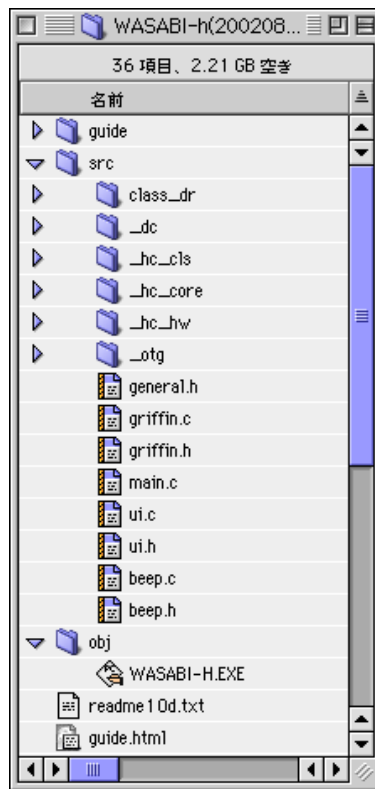 WASABI-h(200208...
36 項目、2.21 GB 空き
名前
guide
src
class_dr
_dc
_hc_cls
_hc_core
_hc_hw
_otg
general.h
griffin.c
griffin.h
main.c
ui.c
ui.h
beep.c
beep.h
obj
WASABI-H.EXE
readme10d.txt
guide.html